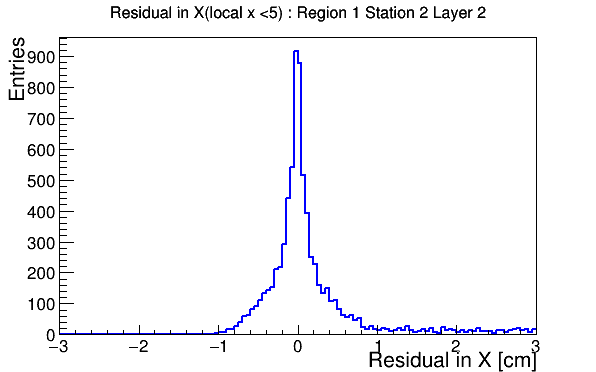 Residual in X(local x <5) : Region 1 Station 2 Layer 2
Entries
900
800
700
600
500
400
300
200
100
0
−3 −2 −1 0 1 2 3
Residual in X [cm]